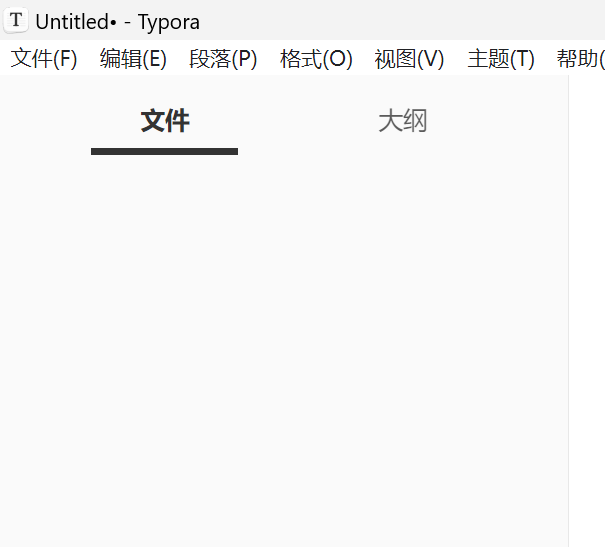 T Untitled• - Typora
文件(F) 编辑(E) 段落(P) 格式(O) 视图(V) 主题(T) 帮助(
文件 大纲